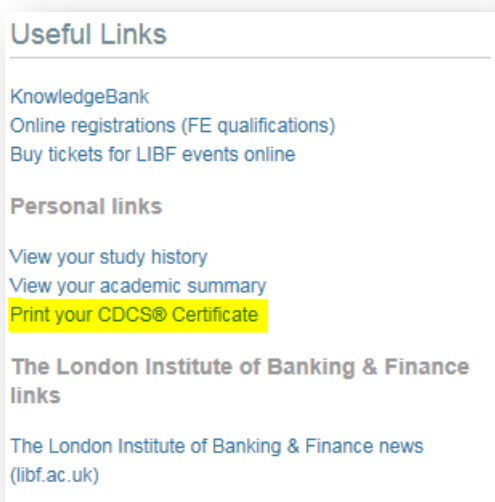 Useful Links
KnowledgeBank
Online registrations (FE qualifications)
Buy tickets for LIBF events online
Personal links
View your study history
View your academic summary
Print your CDCS® Certificate
The London Institute of Banking & Finance
links
The London Institute of Banking & Finance news
(libf.ac.uk)